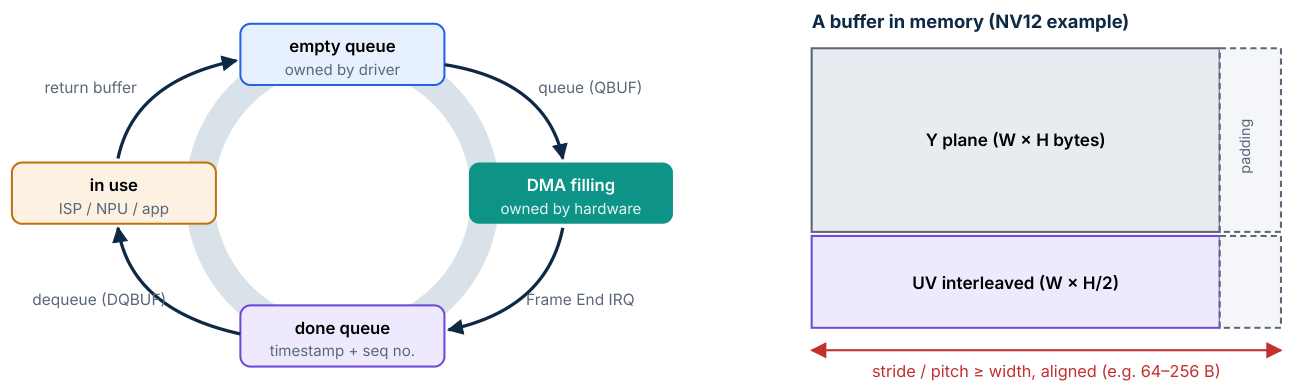 empty queue
owned by driver
return buffer
queue (QBUF)
in use
ISP / NPU / app
DMA filling
owned by hardware
dequeue (DQBUF)
Frame End IRQ
done queue
timestamp + seq no.
A buffer in memory (NV12 example)
Y plane (W × H bytes)
padding
UV interleaved (W × H/2)
stride / pitch ≥ width, aligned (e.g. 64–256 B)